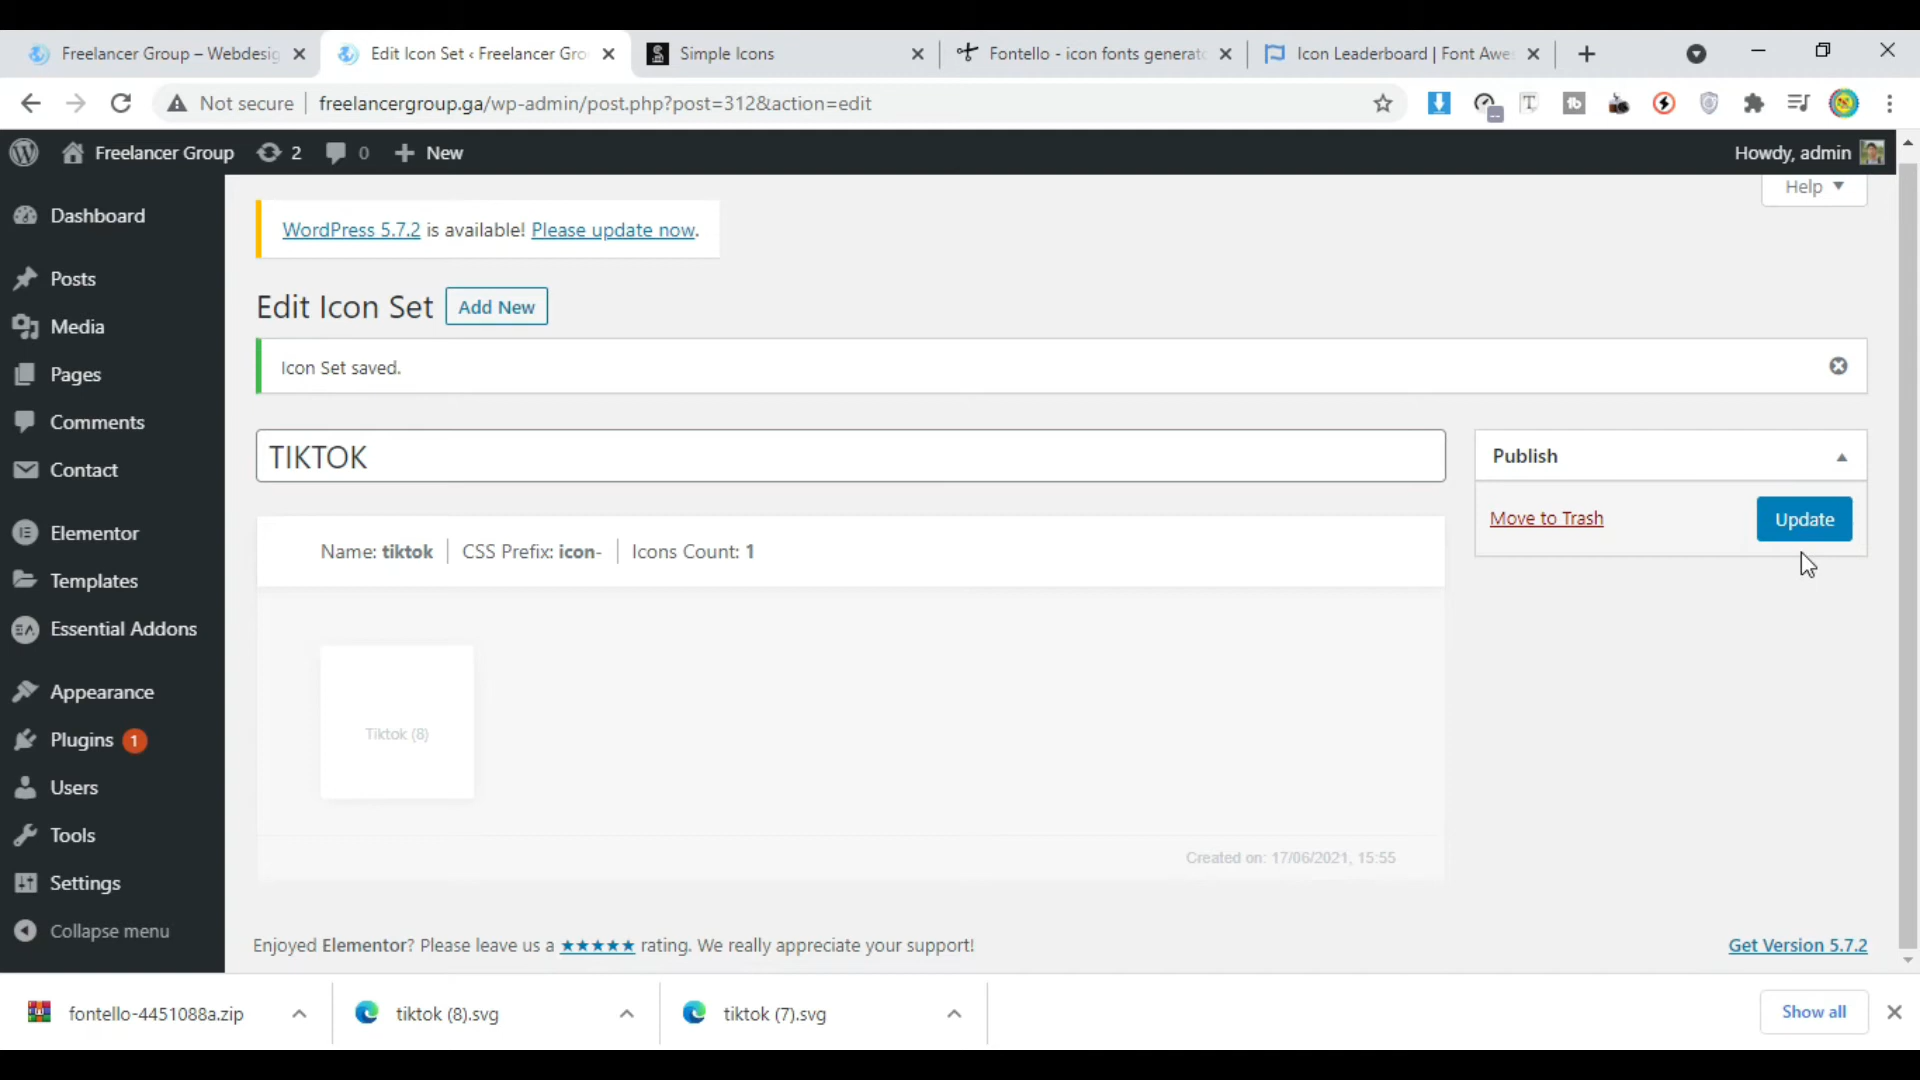 Freelancer Group – Webdesig
Edit Icon Set ‹ Freelancer Gro
Simple Icons
Fontello - icon fonts generat
Icon Leaderboard | Font Awe
Not secure
freelancergroup.ga/wp-admin/post.php?post=312&action=edit
Freelancer Group
2
0
New
Howdy, admin
Help
Dashboard
Posts
Media
Pages
Comments
Contact
Elementor
Templates
Essential Addons
Appearance
Plugins 1
Users
Tools
Settings
Collapse menu
WordPress 5.7.2 is available! Please update now.
Edit Icon Set
Add New
Icon Set saved.
TIKTOK
Publish
Move to Trash
Update
Name: tiktok
CSS Prefix: icon-
Icons Count: 1
Tiktok (8)
Created on: 17/06/2021, 15:55
Enjoyed Elementor? Please leave us a ★★★★★ rating. We really appreciate your support!
Get Version 5.7.2
fontello-4451088a.zip
tiktok (8).svg
tiktok (7).svg
Show all